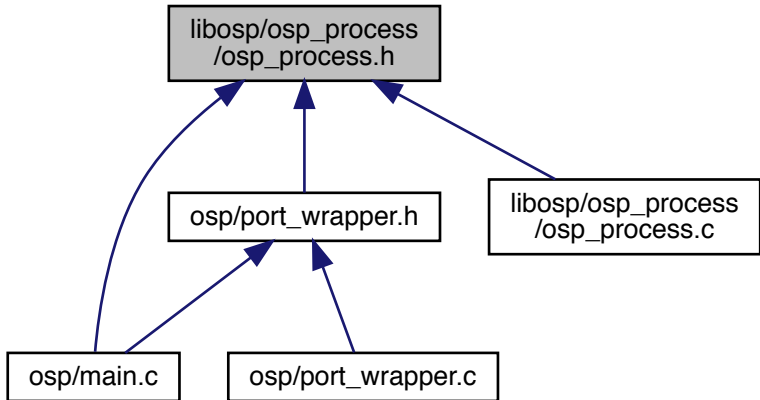 libosp/osp_process
/osp_process.h
osp/port_wrapper.h
libosp/osp_process
/osp_process.c
osp/main.c
osp/port_wrapper.c